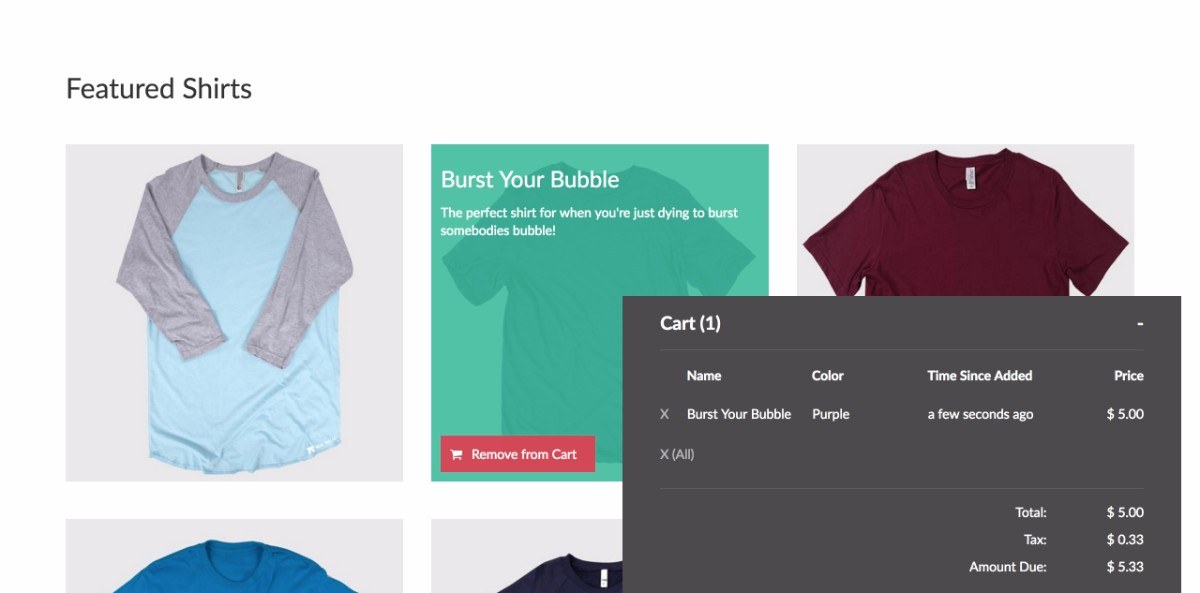 Featured Shirts
Burst Your Bubble
The perfect shirt for when you're just dying to burst
somebodies bubble!
Remove from Cart
Cart (1) -
Name Color Time Since Added Price
X Burst Your Bubble Purple a few seconds ago $ 5.00
X (All)
Total: $ 5.00
Tax: $ 0.33
Amount Due: $ 5.33